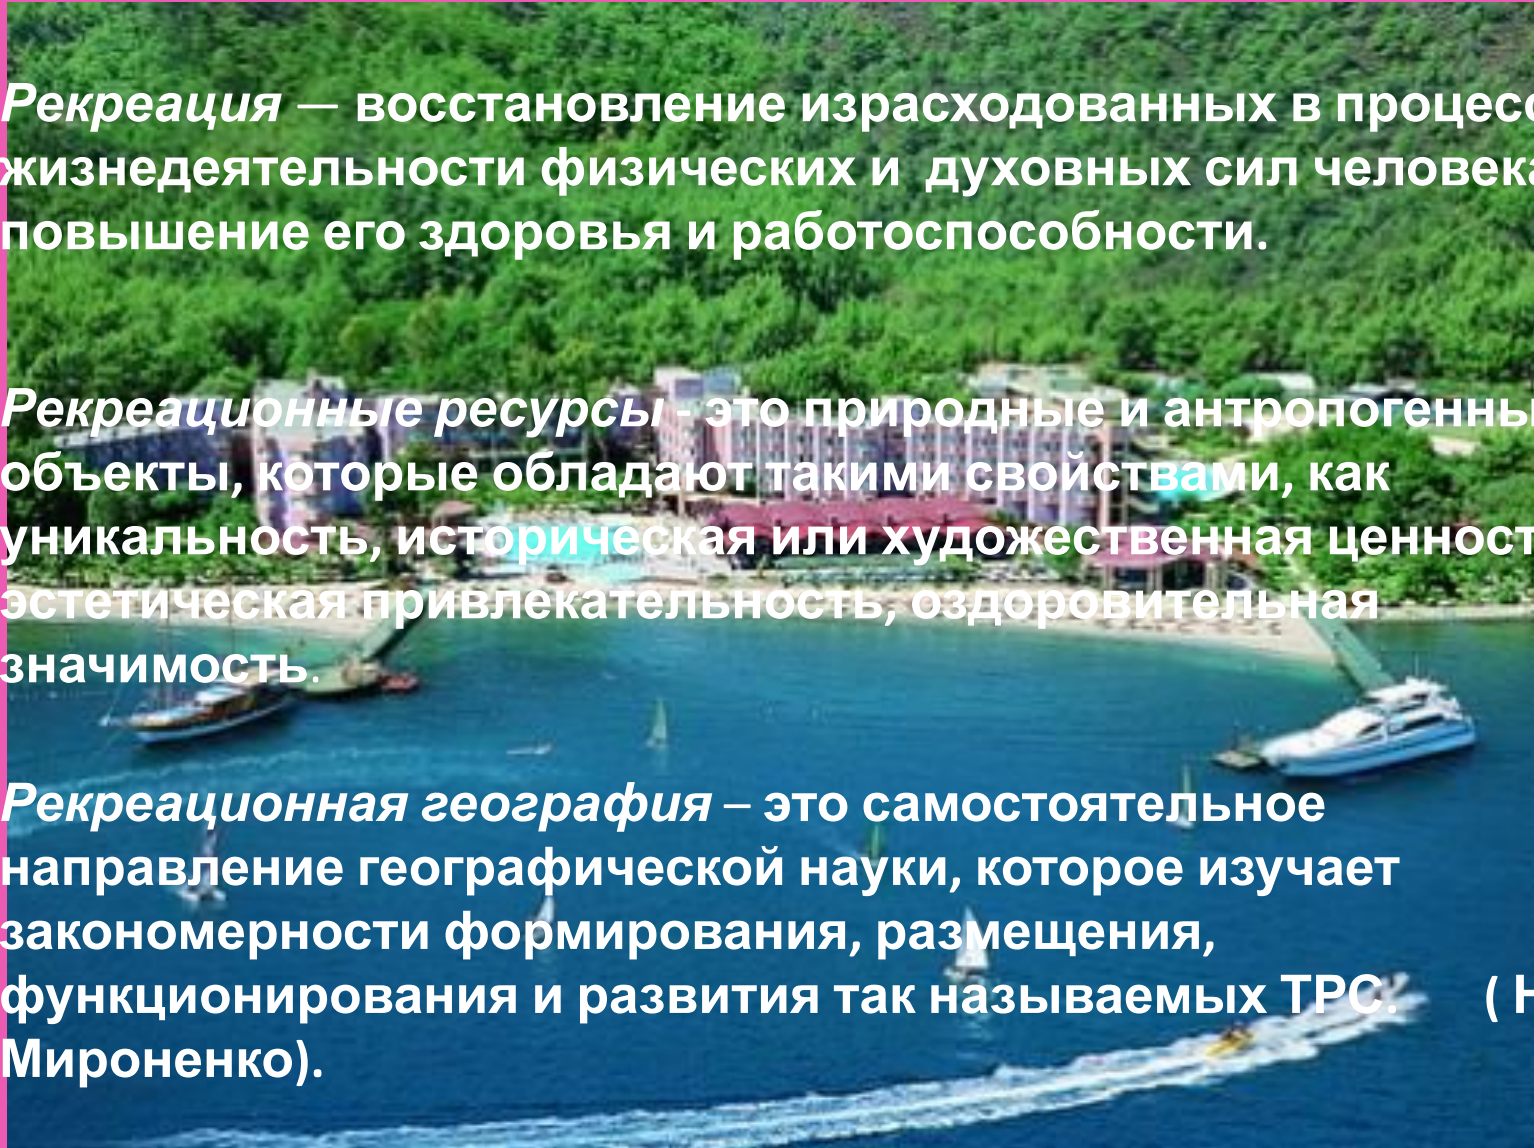 Рекреация — восстановление израсходованных в процесс
жизнедеятельности физических и духовных сил человека
повышение его здоровья и работоспособности.
Рекреационные ресурсы - это природные и антропогенны
объекты, которые обладают такими свойствами, как
уникальность, историческая или художественная ценност
эстетическая привлекательность, оздоровительная
значимость.
Рекреационная география – это самостоятельное
направление географической науки, которое изучает
закономерности формирования, размещения,
функционирования и развития так называемых ТРС. ( Н
Мироненко).